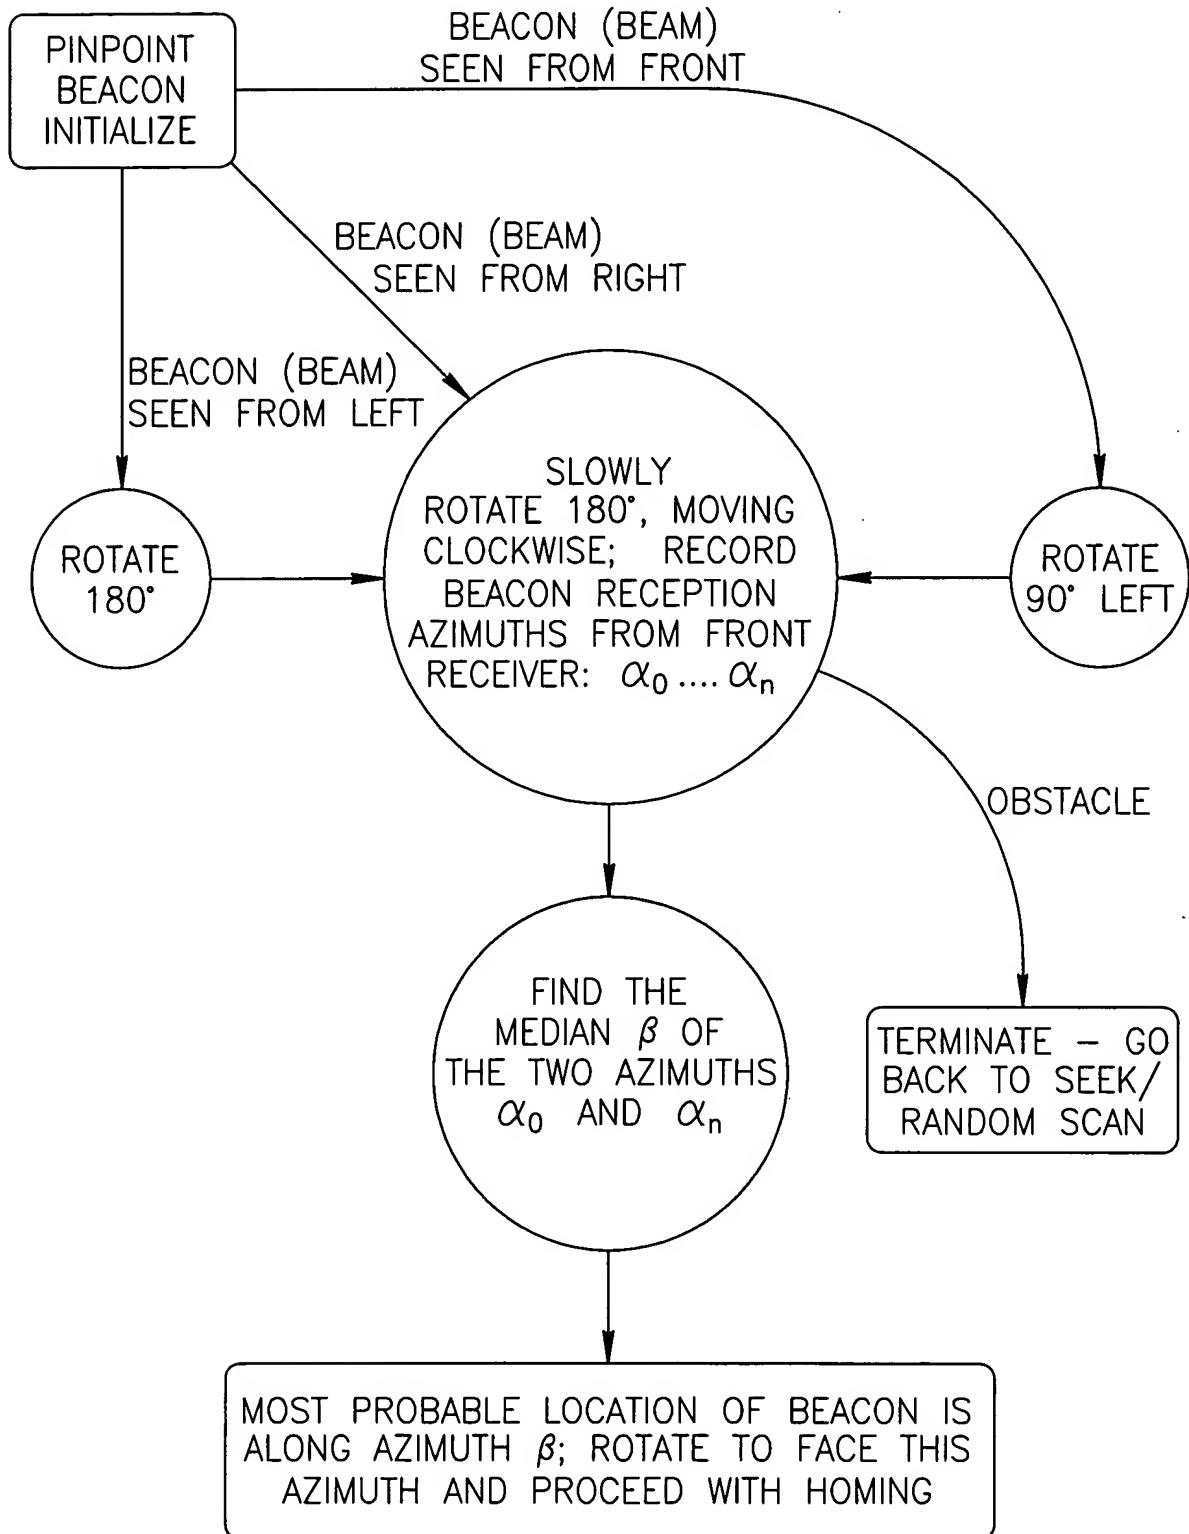 PINPOINT
BEACON
INITIALIZE
BEACON (BEAM)
SEEN FROM FRONT
BEACON (BEAM)
SEEN FROM RIGHT
BEACON (BEAM)
SEEN FROM LEFT
ROTATE
180°
SLOWLY
ROTATE 180°, MOVING
CLOCKWISE; RECORD
BEACON RECEPTION
AZIMUTHS FROM FRONT
RECEIVER: α₀ .... αₙ
ROTATE
90° LEFT
OBSTACLE
FIND THE
MEDIAN β OF
THE TWO AZIMUTHS
α₀ AND αₙ
TERMINATE – GO
BACK TO SEEK/
RANDOM SCAN
MOST PROBABLE LOCATION OF BEACON IS
ALONG AZIMUTH β; ROTATE TO FACE THIS
AZIMUTH AND PROCEED WITH HOMING